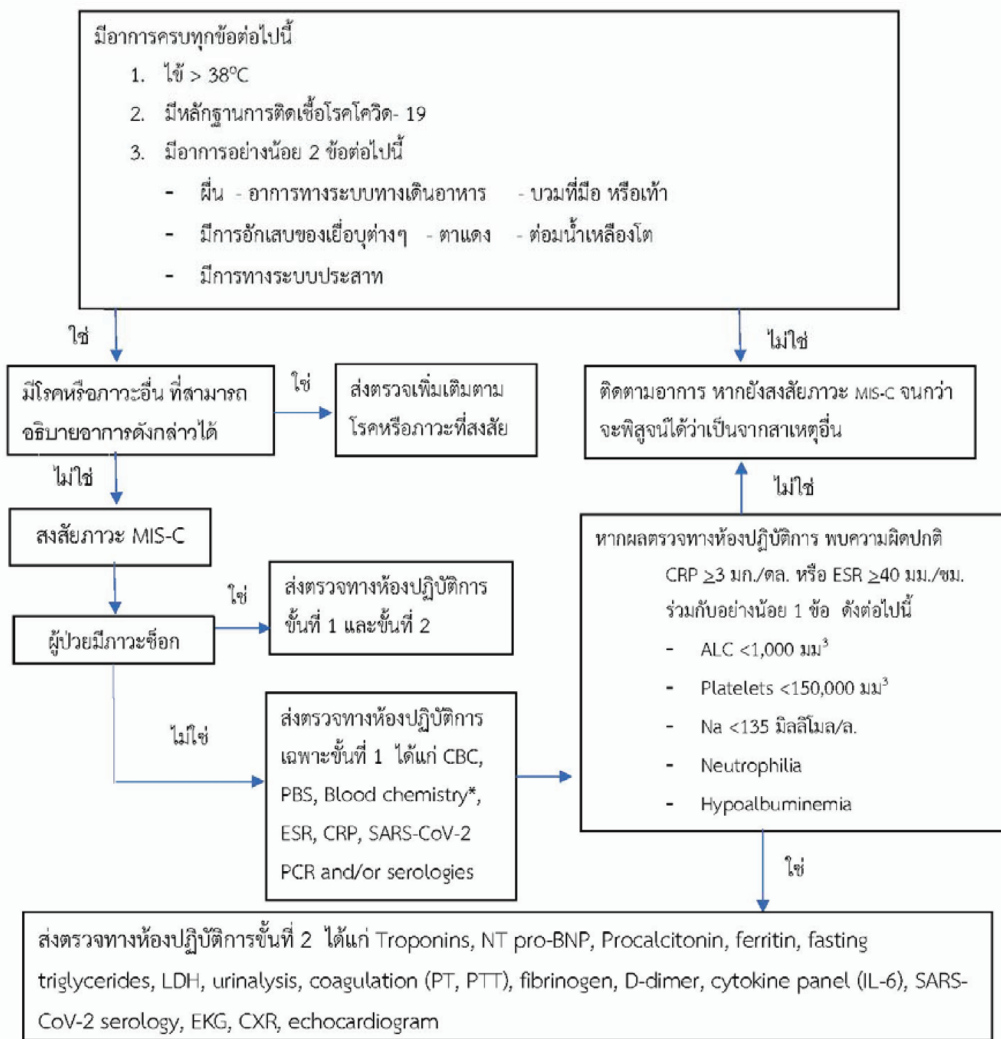 มีอาการครบทุกข้อต่อไปนี้
1. ไข้ > 38°C
2. มีหลักฐานการติดเชื้อโรคโควิด- 19
3. มีอาการอย่างน้อย 2 ข้อต่อไปนี้
- ผื่น - อาการทางระบบทางเดินอาหาร - บวมที่มือ หรือเท้า
- มีการอักเสบของเยื่อบุต่างๆ - ตาแดง - ต่อมน้ำเหลืองโต
- มีการทางระบบประสาท
ใช่
ไม่ใช่
มีโรคหรือภาวะอื่น ที่สามารถ
อธิบายอาการดังกล่าวได้
ใช่
ส่งตรวจเพิ่มเติมตาม
โรคหรือภาวะที่สงสัย
ติดตามอาการ หากยังสงสัยภาวะ MIS-C จนกว่า
จะพิสูจน์ได้ว่าเป็นจากสาเหตุอื่น
ไม่ใช่
ไม่ใช่
สงสัยภาวะ MIS-C
ผู้ป่วยมีภาวะช็อก
ใช่
ส่งตรวจทางห้องปฏิบัติการ
ขั้นที่ 1 และขั้นที่ 2
ไม่ใช่
ส่งตรวจทางห้องปฏิบัติการ
เฉพาะขั้นที่ 1 ได้แก่ CBC,
PBS, Blood chemistry*,
ESR, CRP, SARS-CoV-2
PCR and/or serologies
หากผลตรวจทางห้องปฏิบัติการ พบความผิดปกติ
CRP ≥3 มก./ดล. หรือ ESR ≥40 มม./ชม.
ร่วมกับอย่างน้อย 1 ข้อ ดังต่อไปนี้
- ALC <1,000 มม³
- Platelets <150,000 มม³
- Na <135 มิลลิโมล/ล.
- Neutrophilia
- Hypoalbuminemia
ใช่
ส่งตรวจทางห้องปฏิบัติการขั้นที่ 2 ได้แก่ Troponins, NT pro-BNP, Procalcitonin, ferritin, fasting
triglycerides, LDH, urinalysis, coagulation (PT, PTT), fibrinogen, D-dimer, cytokine panel (IL-6), SARS-
CoV-2 serology, EKG, CXR, echocardiogram